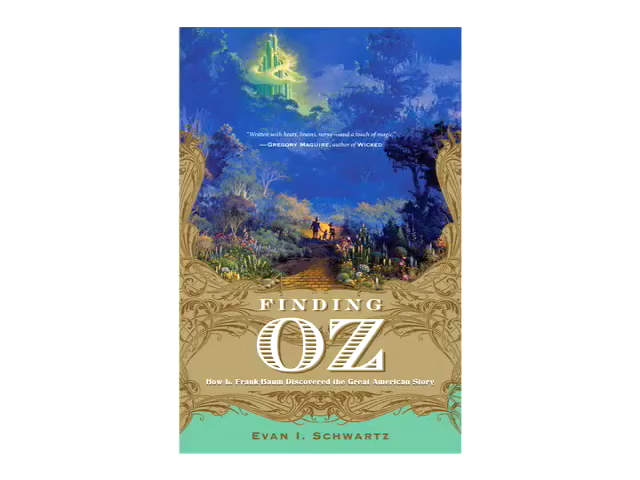 "Written with heart, brains, nerve—and a touch of magic."
—Gregory Maguire, author of Wicked
FINDING
OZ
How L. Frank Baum Discovered the Great American Story
Evan I. Schwartz